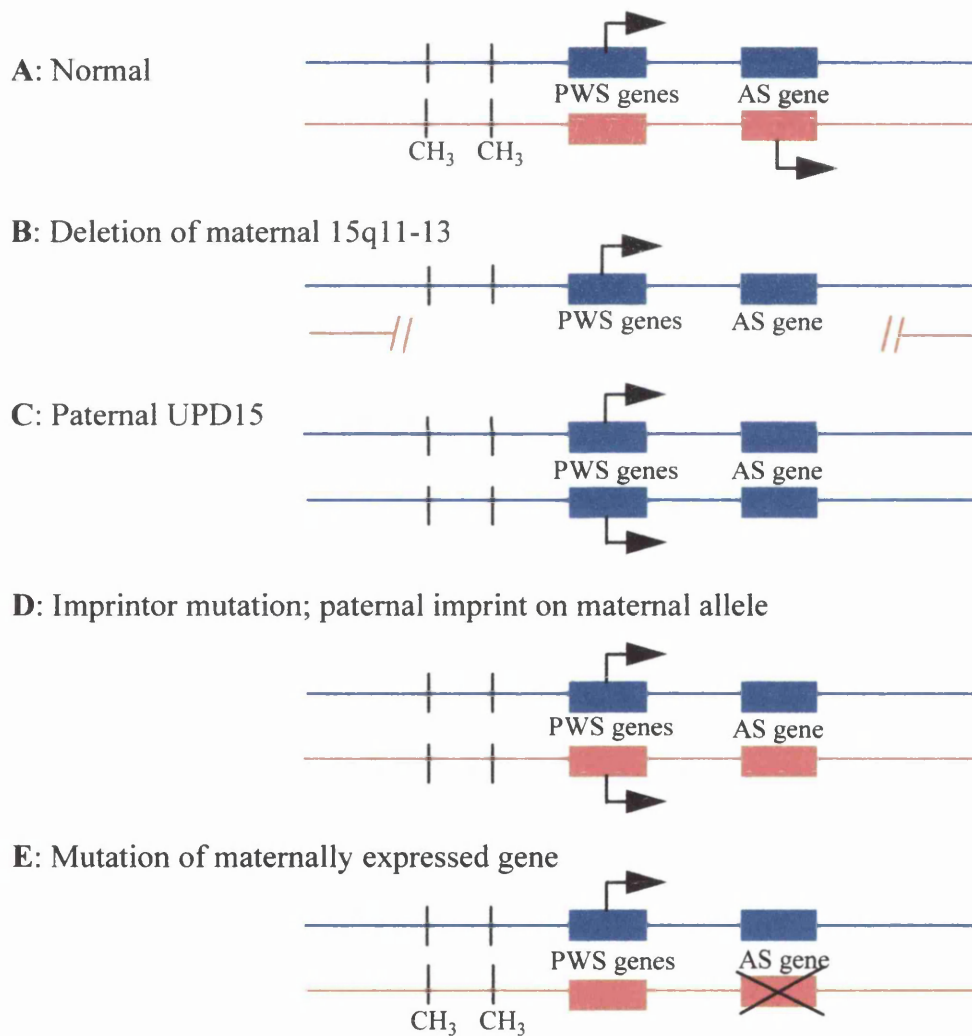 A: Normal
PWS genes AS gene
CH₃ CH₃
B: Deletion of maternal 15q11-13
PWS genes AS gene
C: Paternal UPD15
PWS genes AS gene
D: Imprintor mutation; paternal imprint on maternal allele
PWS genes AS gene
E: Mutation of maternally expressed gene
PWS genes AS gene
CH₃ CH₃